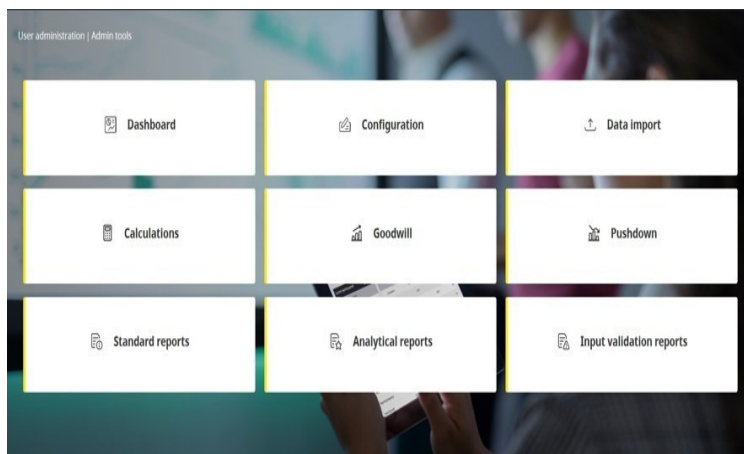 User administration | Admin tools
Dashboard
Configuration
Data import
Calculations
Goodwill
Pushdown
Standard reports
Analytical reports
Input validation reports